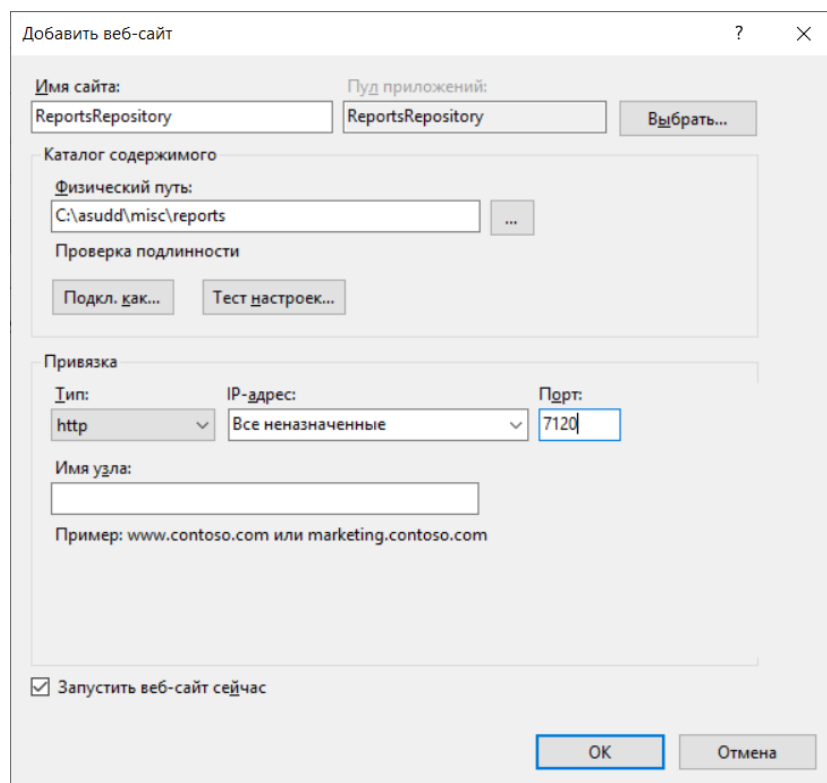 Добавить веб-сайт ?
Имя сайта: Пул приложений:
ReportsRepository ReportsRepository Выбрать...
Каталог содержимого
Физический путь:
C:\asudd\misc\reports ...
Проверка подлинности
Подкл. как... Тест настроек...
Привязка
Тип: IP-адрес: Порт:
http Все неназначенные 7120
Имя узла:
Пример: www.contoso.com или marketing.contoso.com
Запустить веб-сайт сейчас
OK Отмена